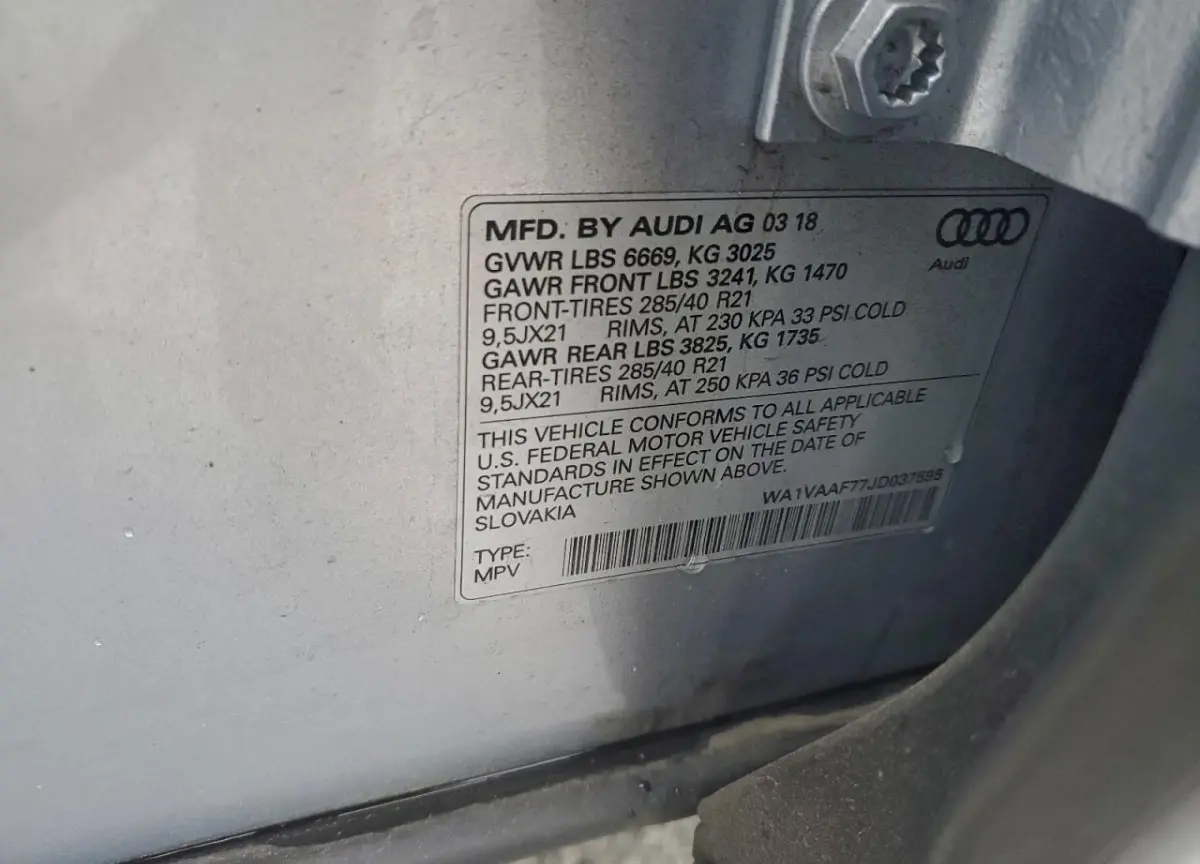 MFD. BY AUDI AG 03 18
Audi
GVWR LBS 6669, KG 3025
GAWR FRONT LBS 3241, KG 1470
FRONT-TIRES 285/40 R21
9,5JX21 RIMS, AT 230 KPA 33 PSI COLD
GAWR REAR LBS 3825, KG 1735
REAR-TIRES 285/40 R21
9,5JX21 RIMS, AT 250 KPA 36 PSI COLD
THIS VEHICLE CONFORMS TO ALL APPLICABLE
U.S. FEDERAL MOTOR VEHICLE SAFETY
STANDARDS IN EFFECT ON THE DATE OF
MANUFACTURE SHOWN ABOVE.
SLOVAKIA
WA1VAAF77JD037595
TYPE:
MPV